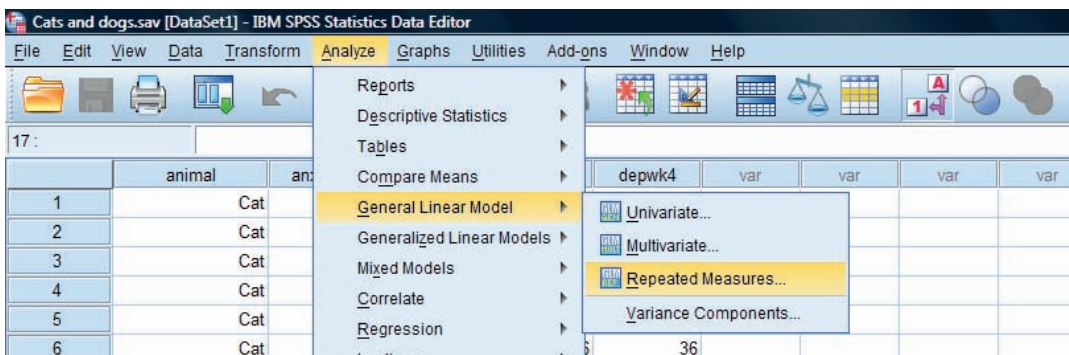 Cats and dogs.sav [DataSet1] - IBM SPSS Statistics Data Editor
File Edit View Data Transform Analyze Graphs Utilities Add-ons Window Help
Reports
Descriptive Statistics
17 :
Tables
animal an Compare Means depwk4 var var var var
1 Cat General Linear Model Univariate...
2 Cat Generalized Linear Models Multivariate...
3 Cat Mixed Models Repeated Measures...
4 Cat Correlate Variance Components...
5 Cat Regression
6 Cat 36